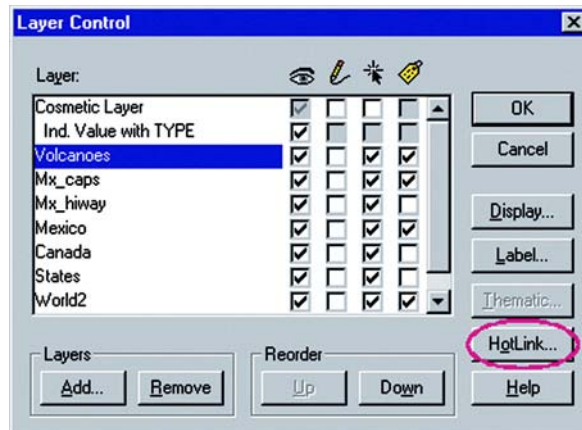 Layer Control
Layer:
Cosmetic Layer
Ind. Value with TYPE
Volcanoes
Mx_caps
Mx_hiway
Mexico
Canada
States
World2
OK
Cancel
Display...
Label...
Thematic...
HotLink...
Help
Layers
Add...
Remove
Reorder
Up
Down